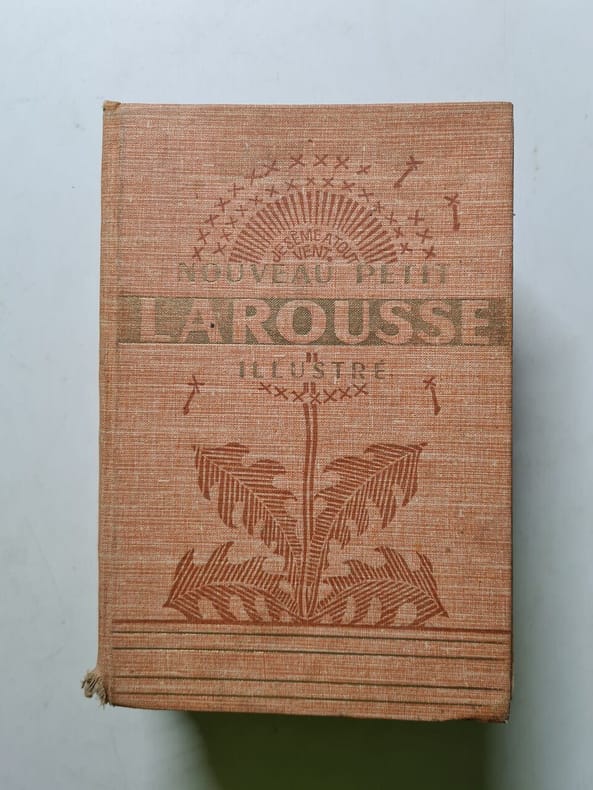 JE SÈME A TOUT
VENT
NOUVEAU PETIT
LAROUSSE
ILLUSTRÉ